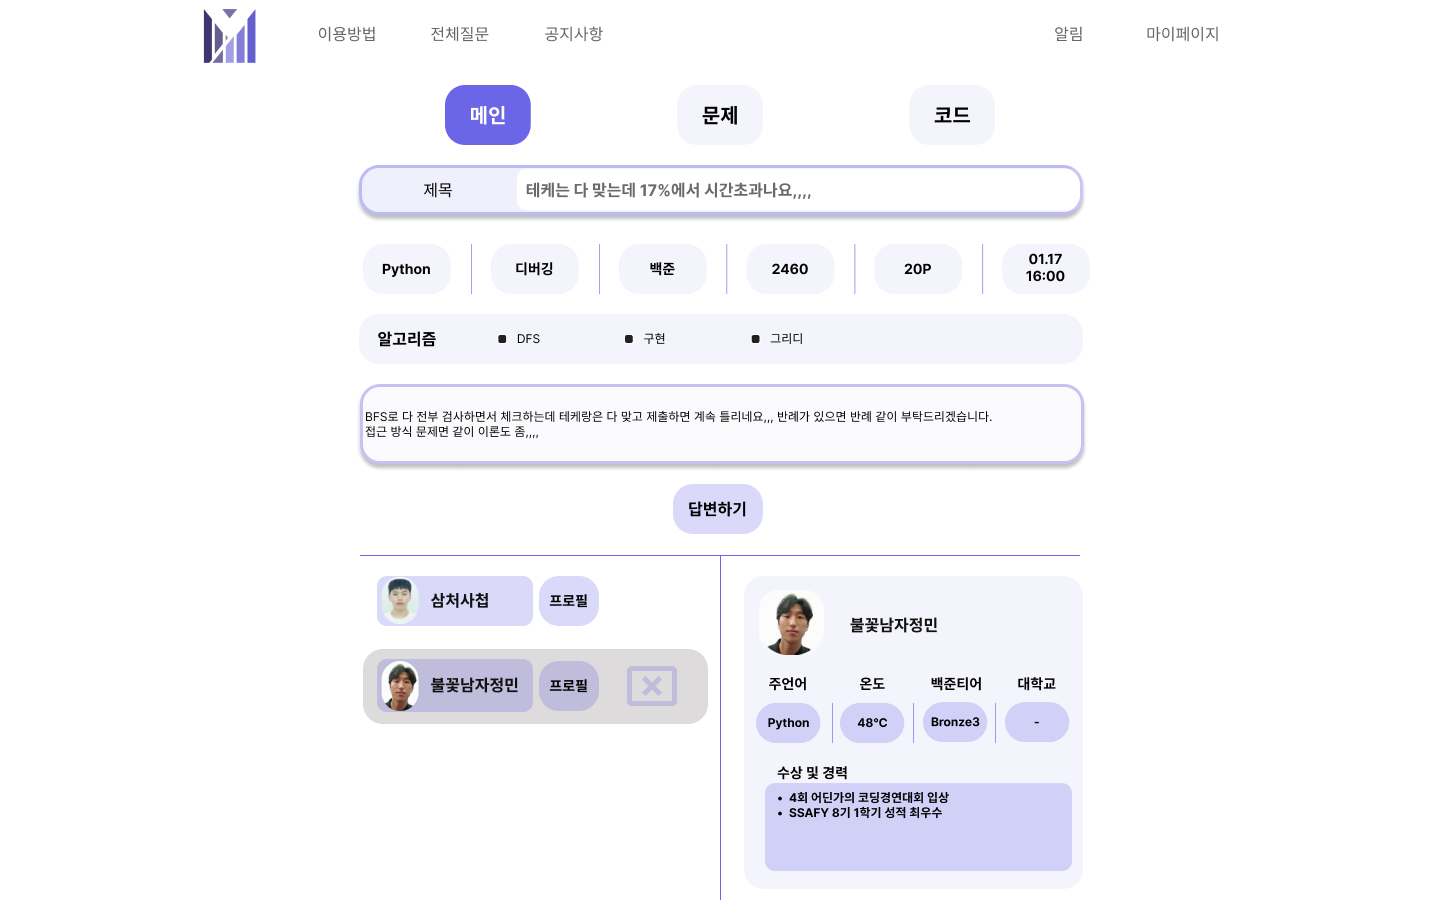 이용방법 전체질문 공지사항 알림 마이페이지
메인 문제 코드
제목 테케는 다 맞는데 17%에서 시간초과나요,,,,
Python 디버깅 백준 2460 20P 01.17
16:00
알고리즘 DFS 구현 그리디
BFS로 다 전부 검사하면서 체크하는데 테케랑은 다 맞고 제출하면 계속 틀리네요,,, 반례가 있으면 반례 같이 부탁드리겠습니다.
접근 방식 문제면 같이 이론도 좀,,,,
답변하기
삼처사첩 프로필
불꽃남자정민 프로필
불꽃남자정민
주언어 온도 백준티어 대학교
Python 48°C Bronze3 -
수상 및 경력
• 4회 어딘가의 코딩경연대회 입상
• SSAFY 8기 1학기 성적 최우수